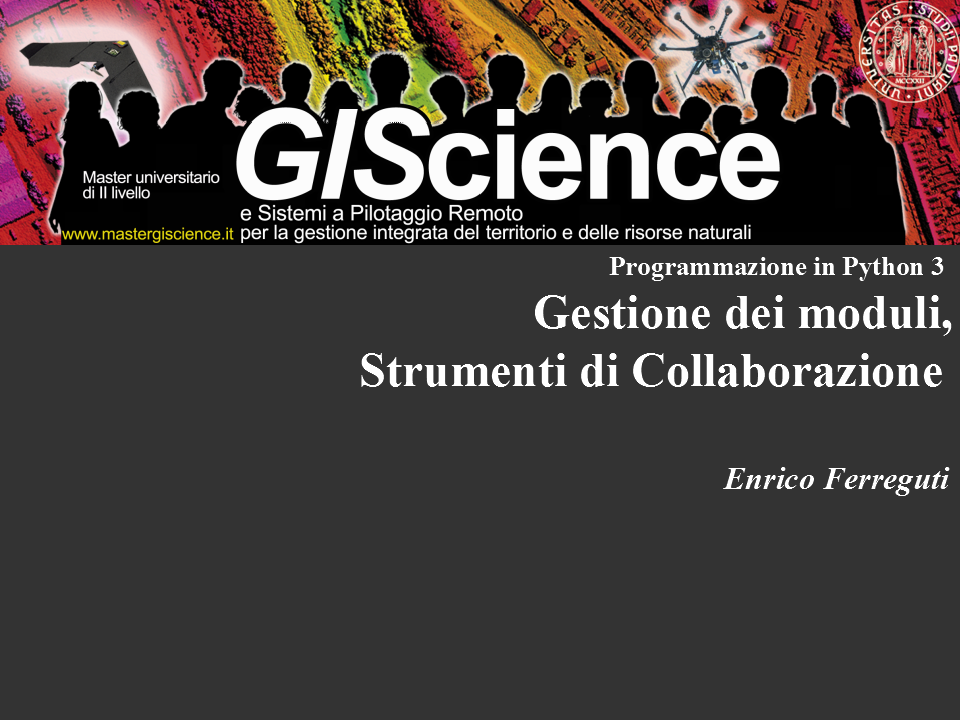 UNIVERSITAS STUDII PADUANI
MCCXXII
GIScience
Master universitario
di II livello
e Sistemi a Pilotaggio Remoto
www.mastergiscience.it per la gestione integrata del territorio e delle risorse naturali
Programmazione in Python 3
Gestione dei moduli,
Strumenti di Collaborazione
Enrico Ferreguti